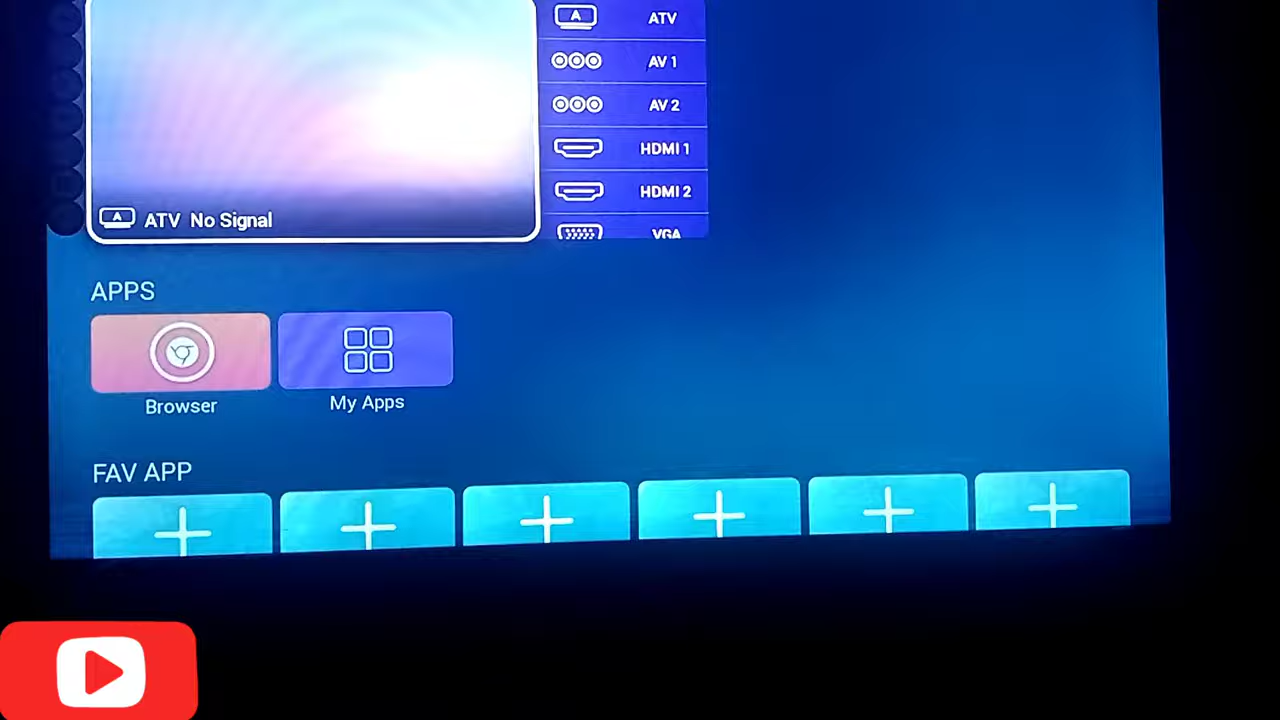 ATV
AV 1
AV 2
HDMI 1
HDMI 2
VGA
ATV No Signal
APPS
Browser
My Apps
FAV APP